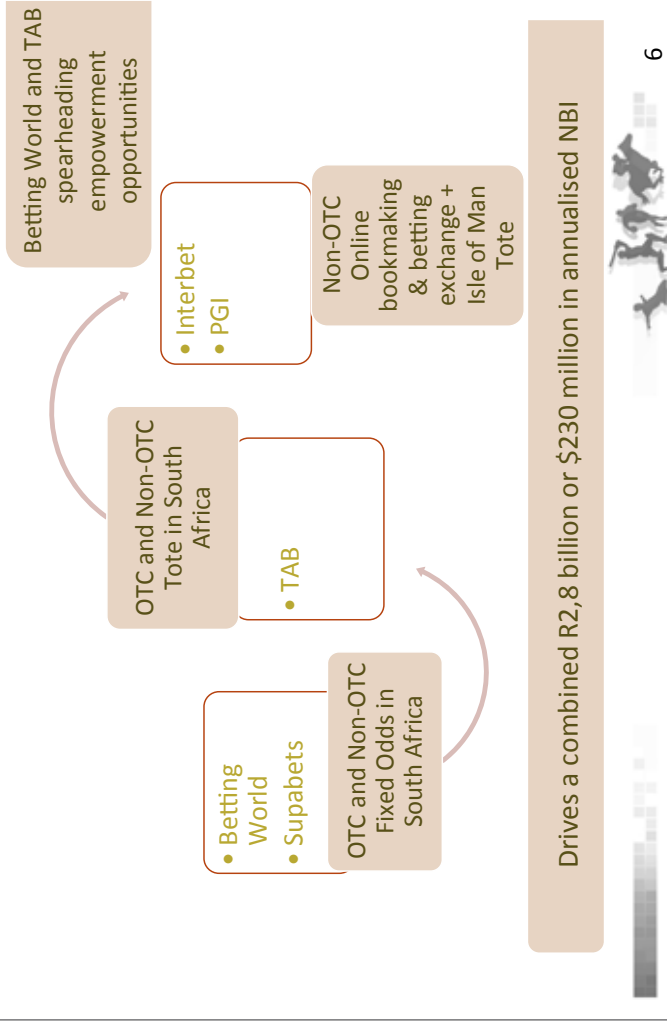 Betting World and TAB
spearheading
empowerment
opportunities
• Betting
World
• Supabets
OTC and Non-OTC
Fixed Odds in
South Africa
OTC and Non-OTC
Tote in South
Africa
• TAB
• Interbet
• PGI
Non-OTC
Online
bookmaking
& betting
exchange +
Isle of Man
Tote
Drives a combined R2,8 billion or $230 million in annualised NBI
6